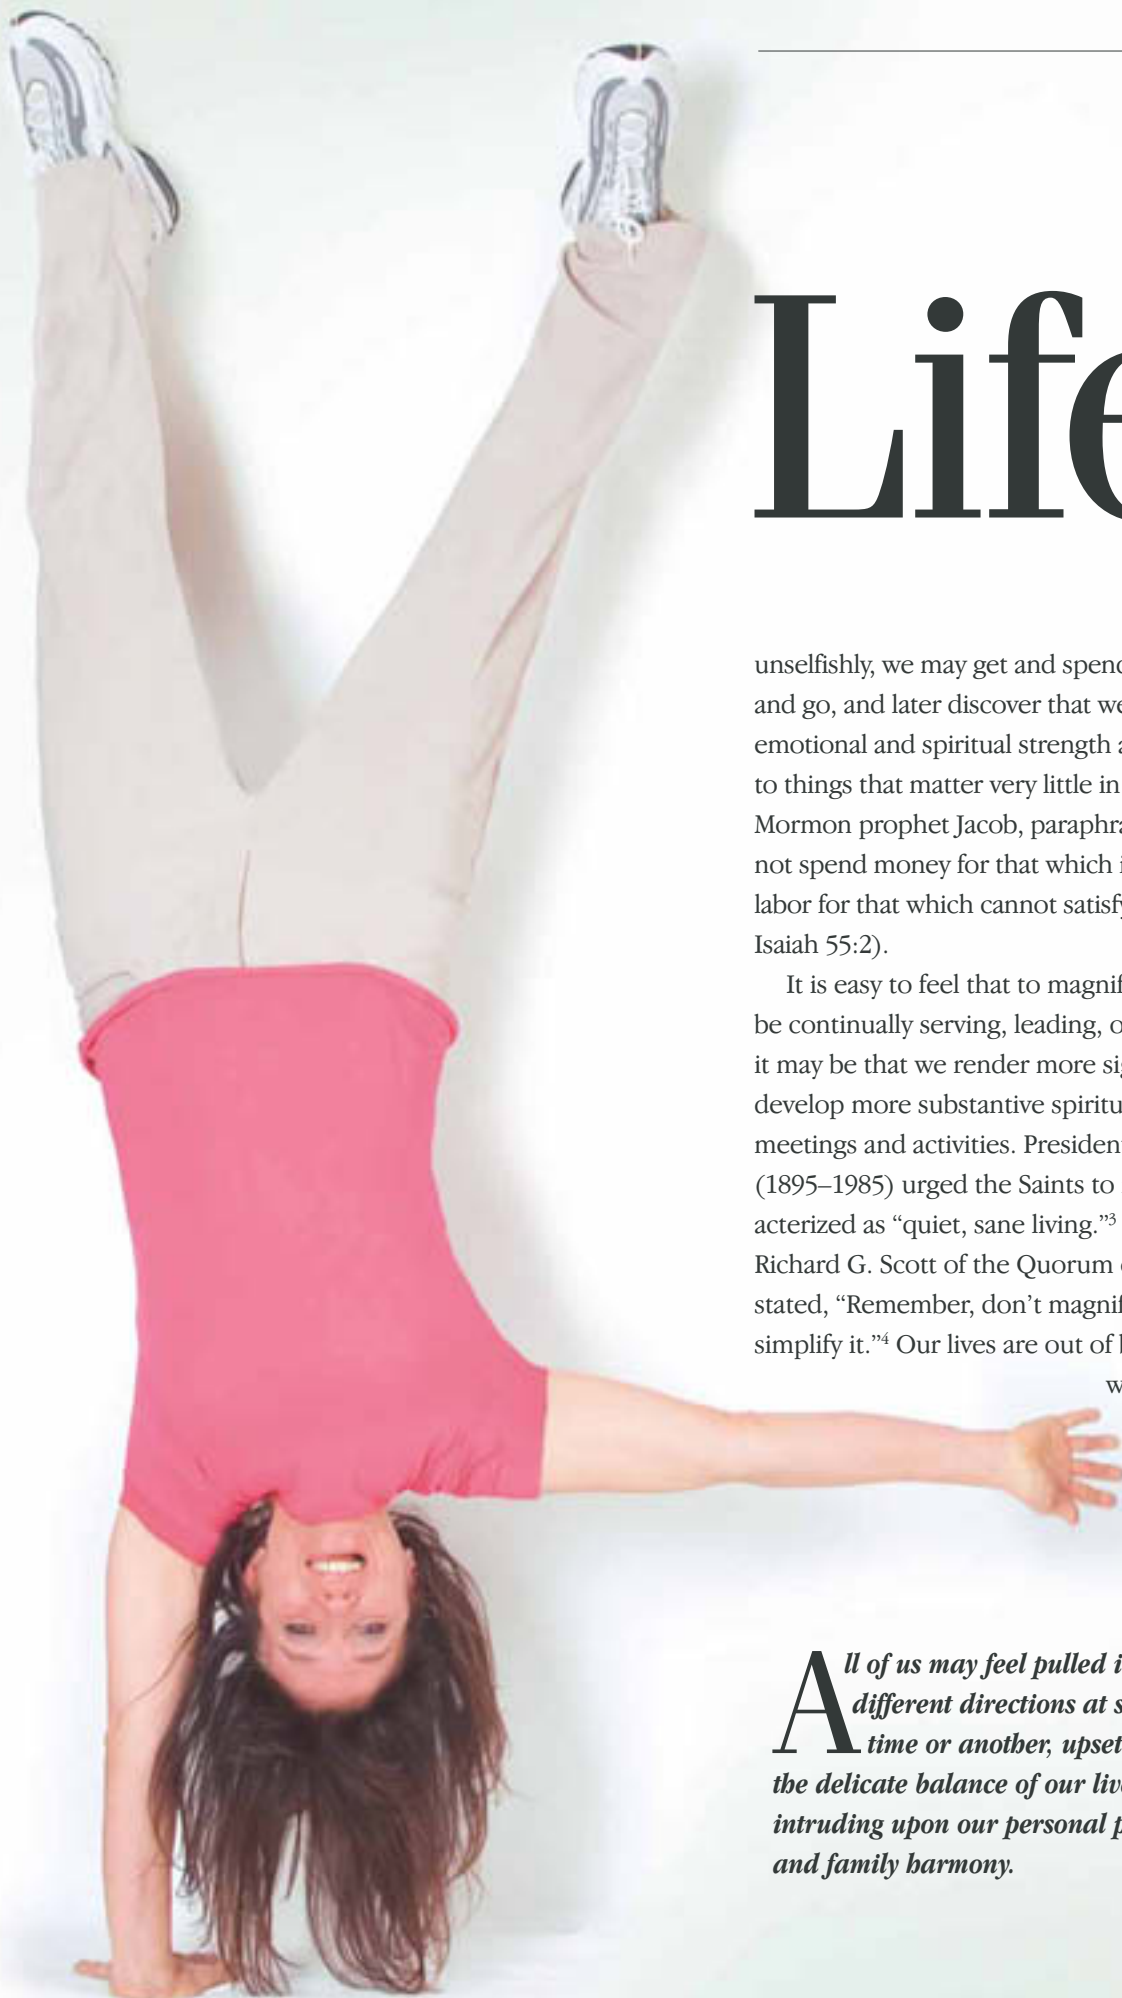 Life
unselfishly, we may get and spend
and go, and later discover that we
emotional and spiritual strength
to things that matter very little in
Mormon prophet Jacob, paraphra
not spend money for that which
labor for that which cannot satisfy
Isaiah 55:2).
It is easy to feel that to magnif
be continually serving, leading, o
it may be that we render more sig
develop more substantive spiritu
meetings and activities. President
(1895–1985) urged the Saints to
acterized as “quiet, sane living.”³
Richard G. Scott of the Quorum
stated, “Remember, don’t magnif
simplify it.”⁴ Our lives are out of
w
All of us may feel pulled i
different directions at s
time or another, upset
the delicate balance of our live
intruding upon our personal p
and family harmony.